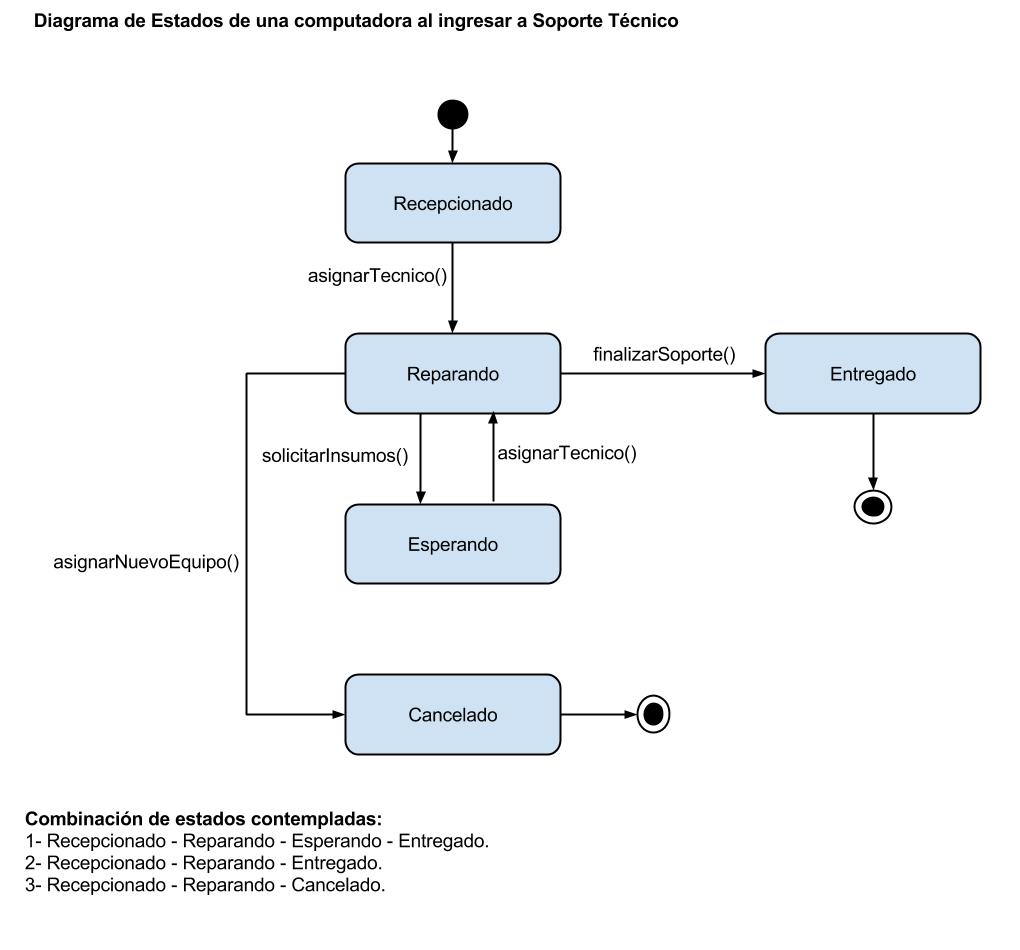 Diagrama de Estados de una computadora al ingresar a Soporte Técnico
Recepcionado
asignarTecnico()
Reparando
finalizarSoporte()
Entregado
solicitarInsumos()
asignarTecnico()
Esperando
asignarNuevoEquipo()
Cancelado
Combinación de estados contempladas:
1- Recepcionado - Reparando - Esperando - Entregado.
2- Recepcionado - Reparando - Entregado.
3- Recepcionado - Reparando - Cancelado.